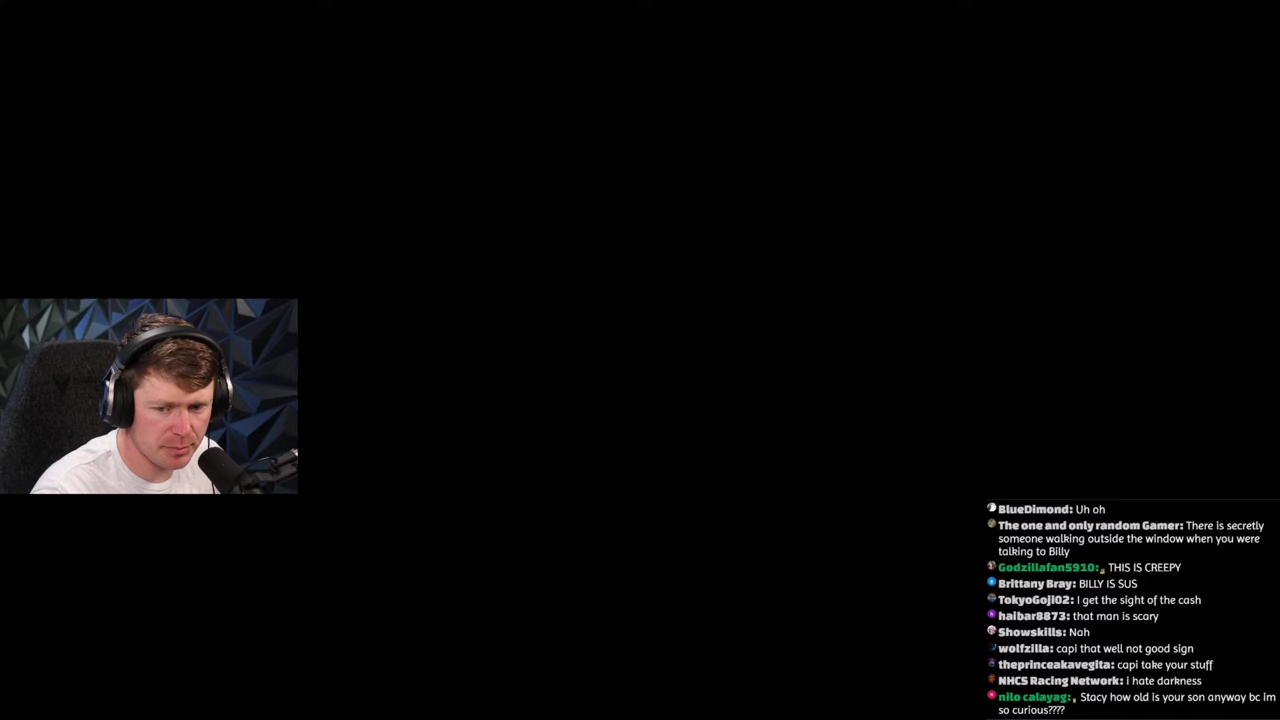 BlueDimond: Uh oh
The one and only random Gamer: There is secretly
someone walking outside the window when you were
talking to Billy
Godzillafan5910: THIS IS CREEPY
Brittany Bray: BILLY IS SUS
TokyoGoji02: I get the sight of the cash
haibar8873: that man is scary
Showskills: Nah
wolfzilla: capi that well not good sign
theprinceakavegita: capi take your stuff
NHCS Racing Network: i hate darkness
nilo calayag: Stacy how old is your son anyway bc im
so curious????